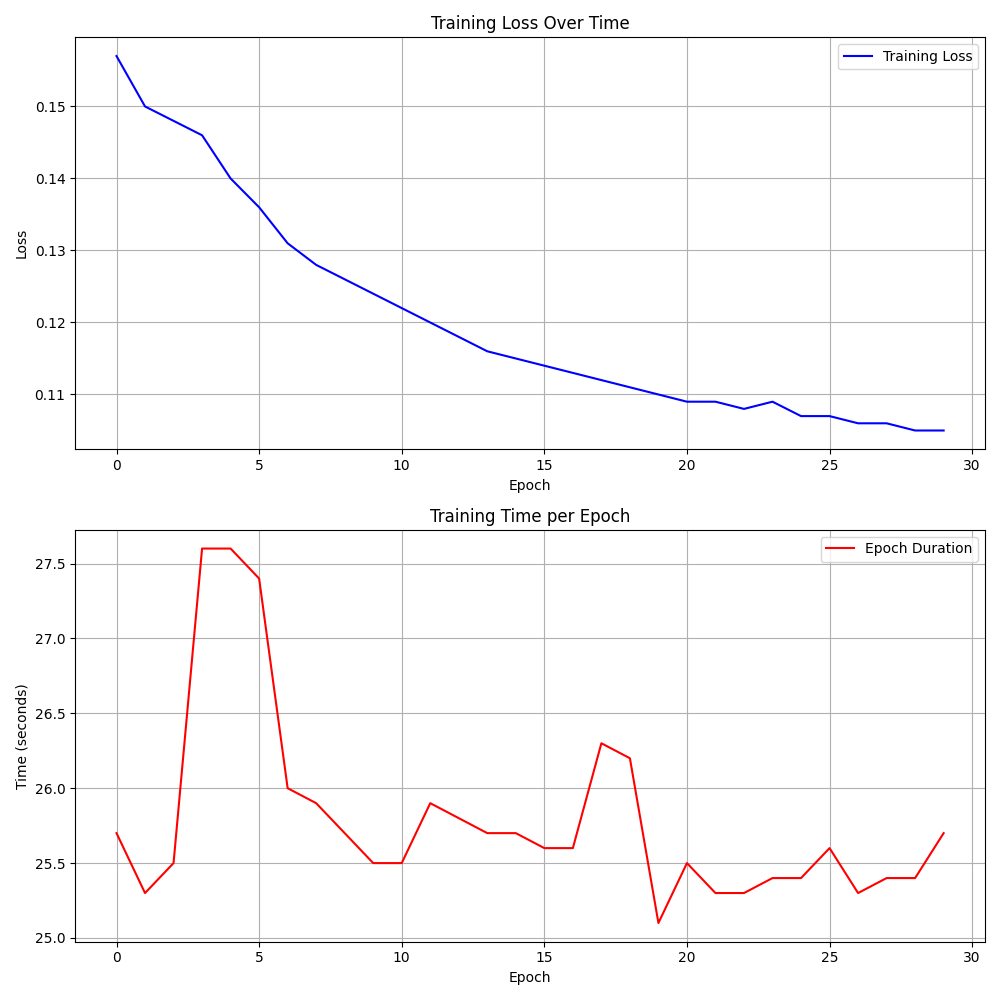 Training Loss Over Time
Training Loss
0.15
0.14
0.13
0.12
0.11
Loss
0 5 10 15 20 25 30
Epoch
Training Time per Epoch
Epoch Duration
27.5
27.0
26.5
26.0
25.5
25.0
Time (seconds)
0 5 10 15 20 25 30
Epoch